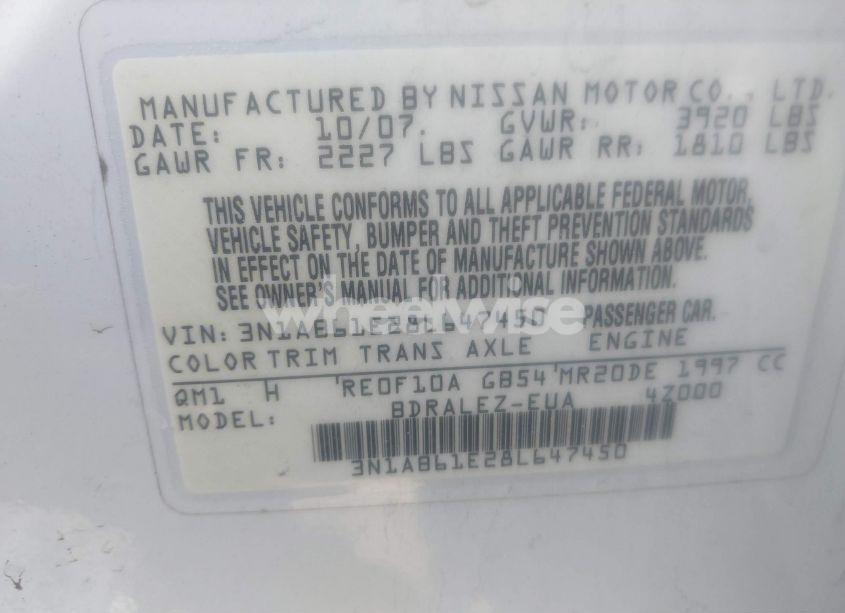 MANUFACTURED BY NISSAN MOTOR CO., LTD.
DATE: 10/07. GVWR: 3920 LBS
GAWR FR: 2227 LBS GAWR RR: 1810 LBS
THIS VEHICLE CONFORMS TO ALL APPLICABLE FEDERAL MOTOR,
VEHICLE SAFETY, BUMPER AND THEFT PREVENTION STANDARDS
IN EFFECT ON THE DATE OF MANUFACTURE SHOWN ABOVE.
SEE OWNER'S MANUAL FOR ADDITIONAL INFORMATION.
wheelwise
VIN: 3N1AB61E28L647450 PASSENGER CAR.
COLOR TRIM TRANS AXLE ENGINE
QM1 H RE0F10A GB54 MR20DE 1997 CC
MODEL: BDRALEZ-EUA 4Z000
3N1AB61E28L647450